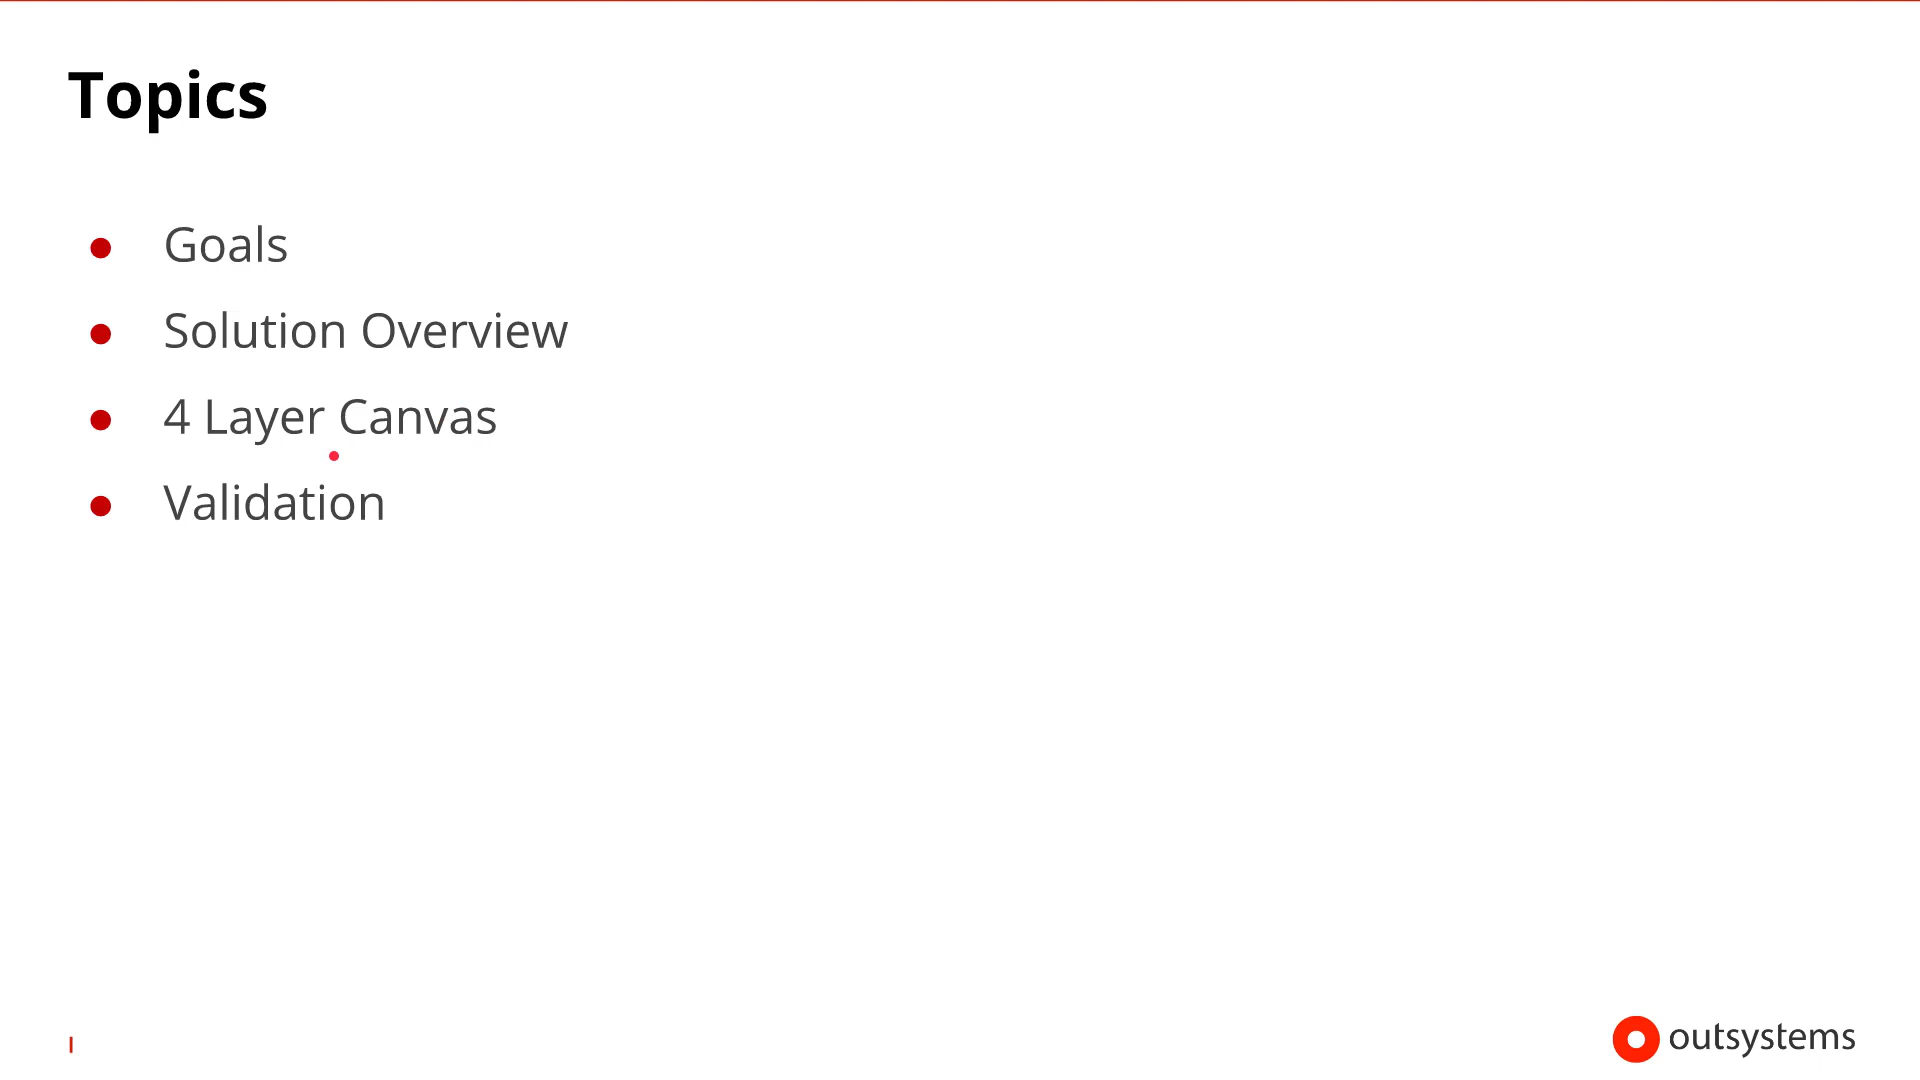 Topics
Goals
Solution Overview
4 Layer Canvas
Validation
outsystems